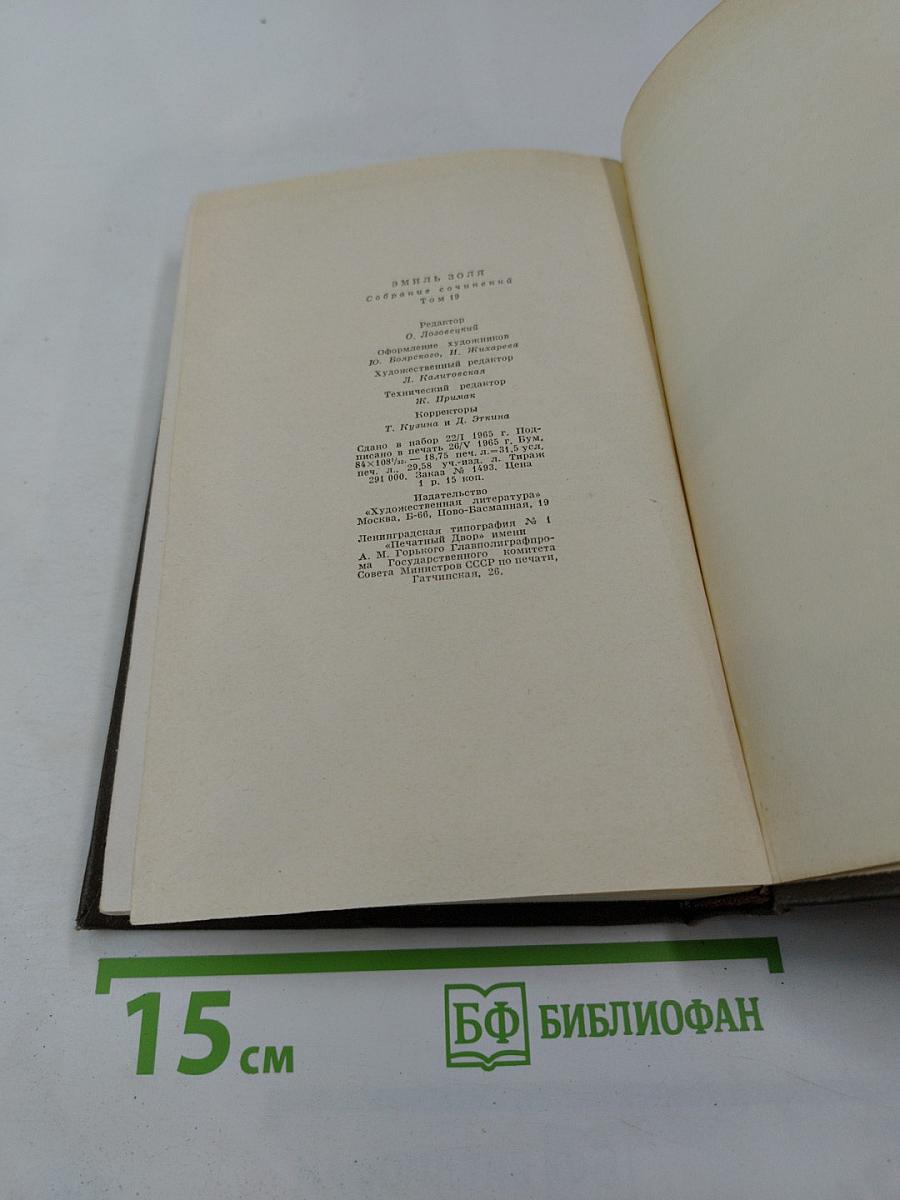 ЭМИЛЬ ЗОЛЯ
Собрание сочинений
Том 19
Редактор
О. Лозовецкий
Оформление художников
Ю. Боярского, И. Жихарева
Художественный редактор
Л. Калитовская
Технический редактор
Ж. Примак
Корректоры
Т. Кузина и Д. Эткина
Сдано в набор 22/I 1965 г. Под-
писано в печать 26/V 1965 г. Бум.
84×108¹/₃₂. — 18,75 печ. л. = 31,5 усл.
печ. л., 29,58 уч.-изд. л. Тираж
291 000. Заказ № 1493. Цена
1 р. 15 коп.
Издательство
«Художественная литература»
Москва, Б-66, Ново-Басманная, 19
Ленинградская типография № 1
«Печатный Двор» имени
А. М. Горького Главполиграфпро-
ма Государственного комитета
Совета Министров СССР по печати,
Гатчинская, 26.
15 см
БФ БИБЛИОФАН